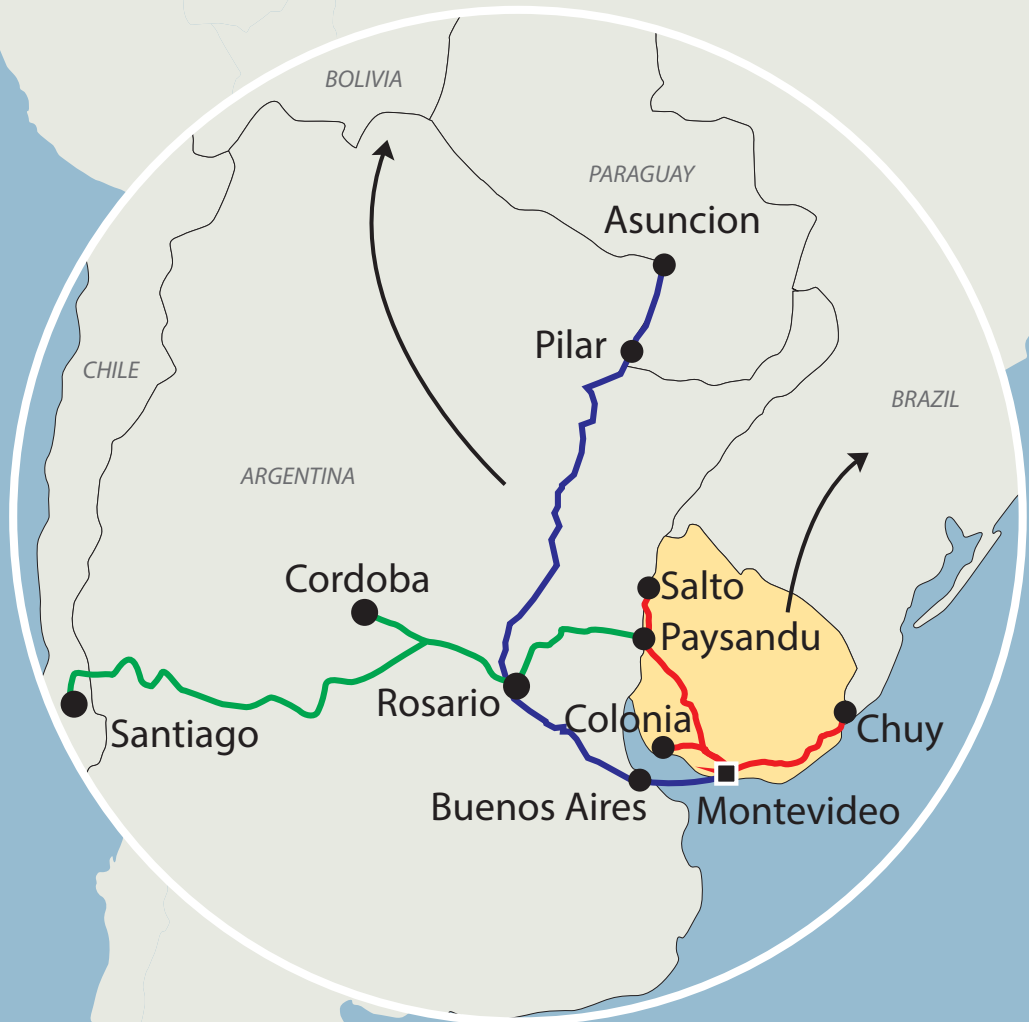 BOLIVIA
PARAGUAY
Asuncion
Pilar
CHILE
BRAZIL
ARGENTINA
Cordoba
Salto
Paysandu
Rosario
Colonia
Santiago
Chuy
Buenos Aires
Montevideo